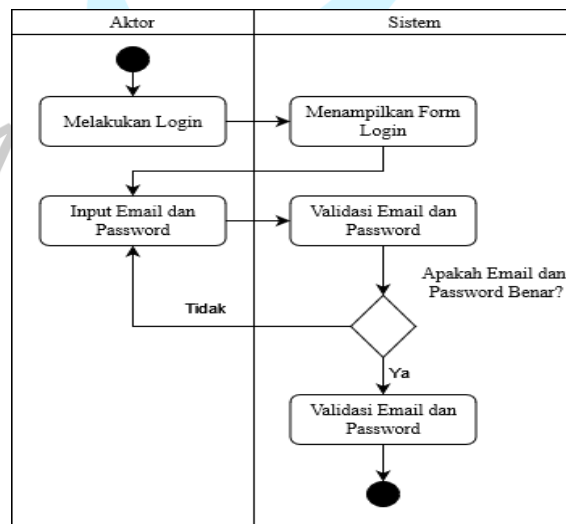 Aktor
Sistem
Melakukan Login
Menampilkan Form
Login
Input Email dan
Password
Validasi Email dan
Password
Apakah Email dan
Password Benar?
Tidak
Ya
Validasi Email dan
Password